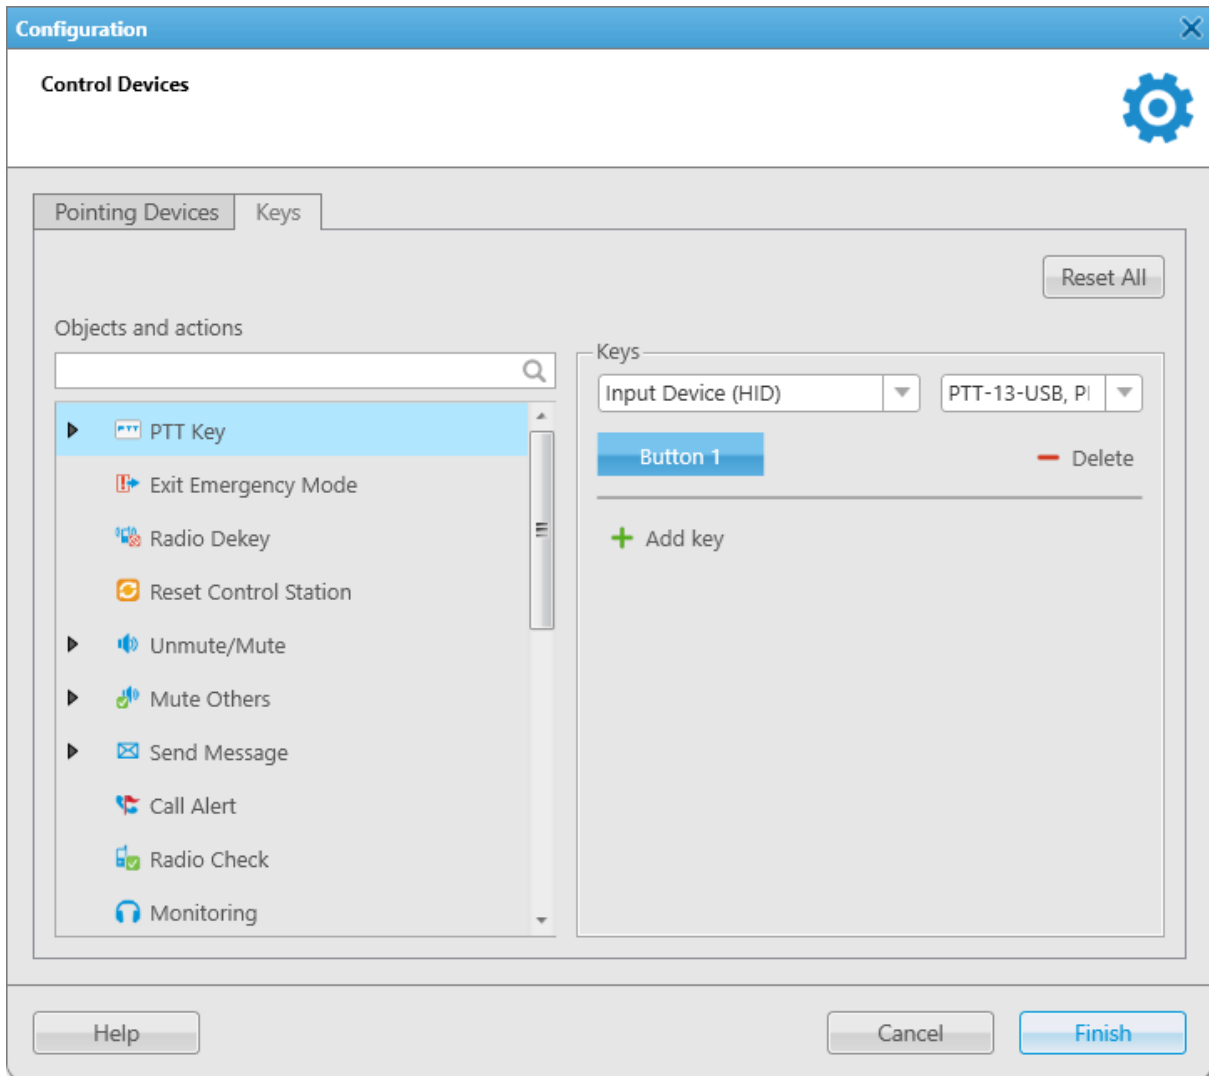 Configuration
Control Devices
Pointing Devices
Keys
Reset All
Objects and actions
PTT Key
Exit Emergency Mode
Radio Dekey
Reset Control Station
Unmute/Mute
Mute Others
Send Message
Call Alert
Radio Check
Monitoring
Keys
Input Device (HID)
PTT-13-USB,
Button 1
Delete
Add key
Help
Cancel
Finish